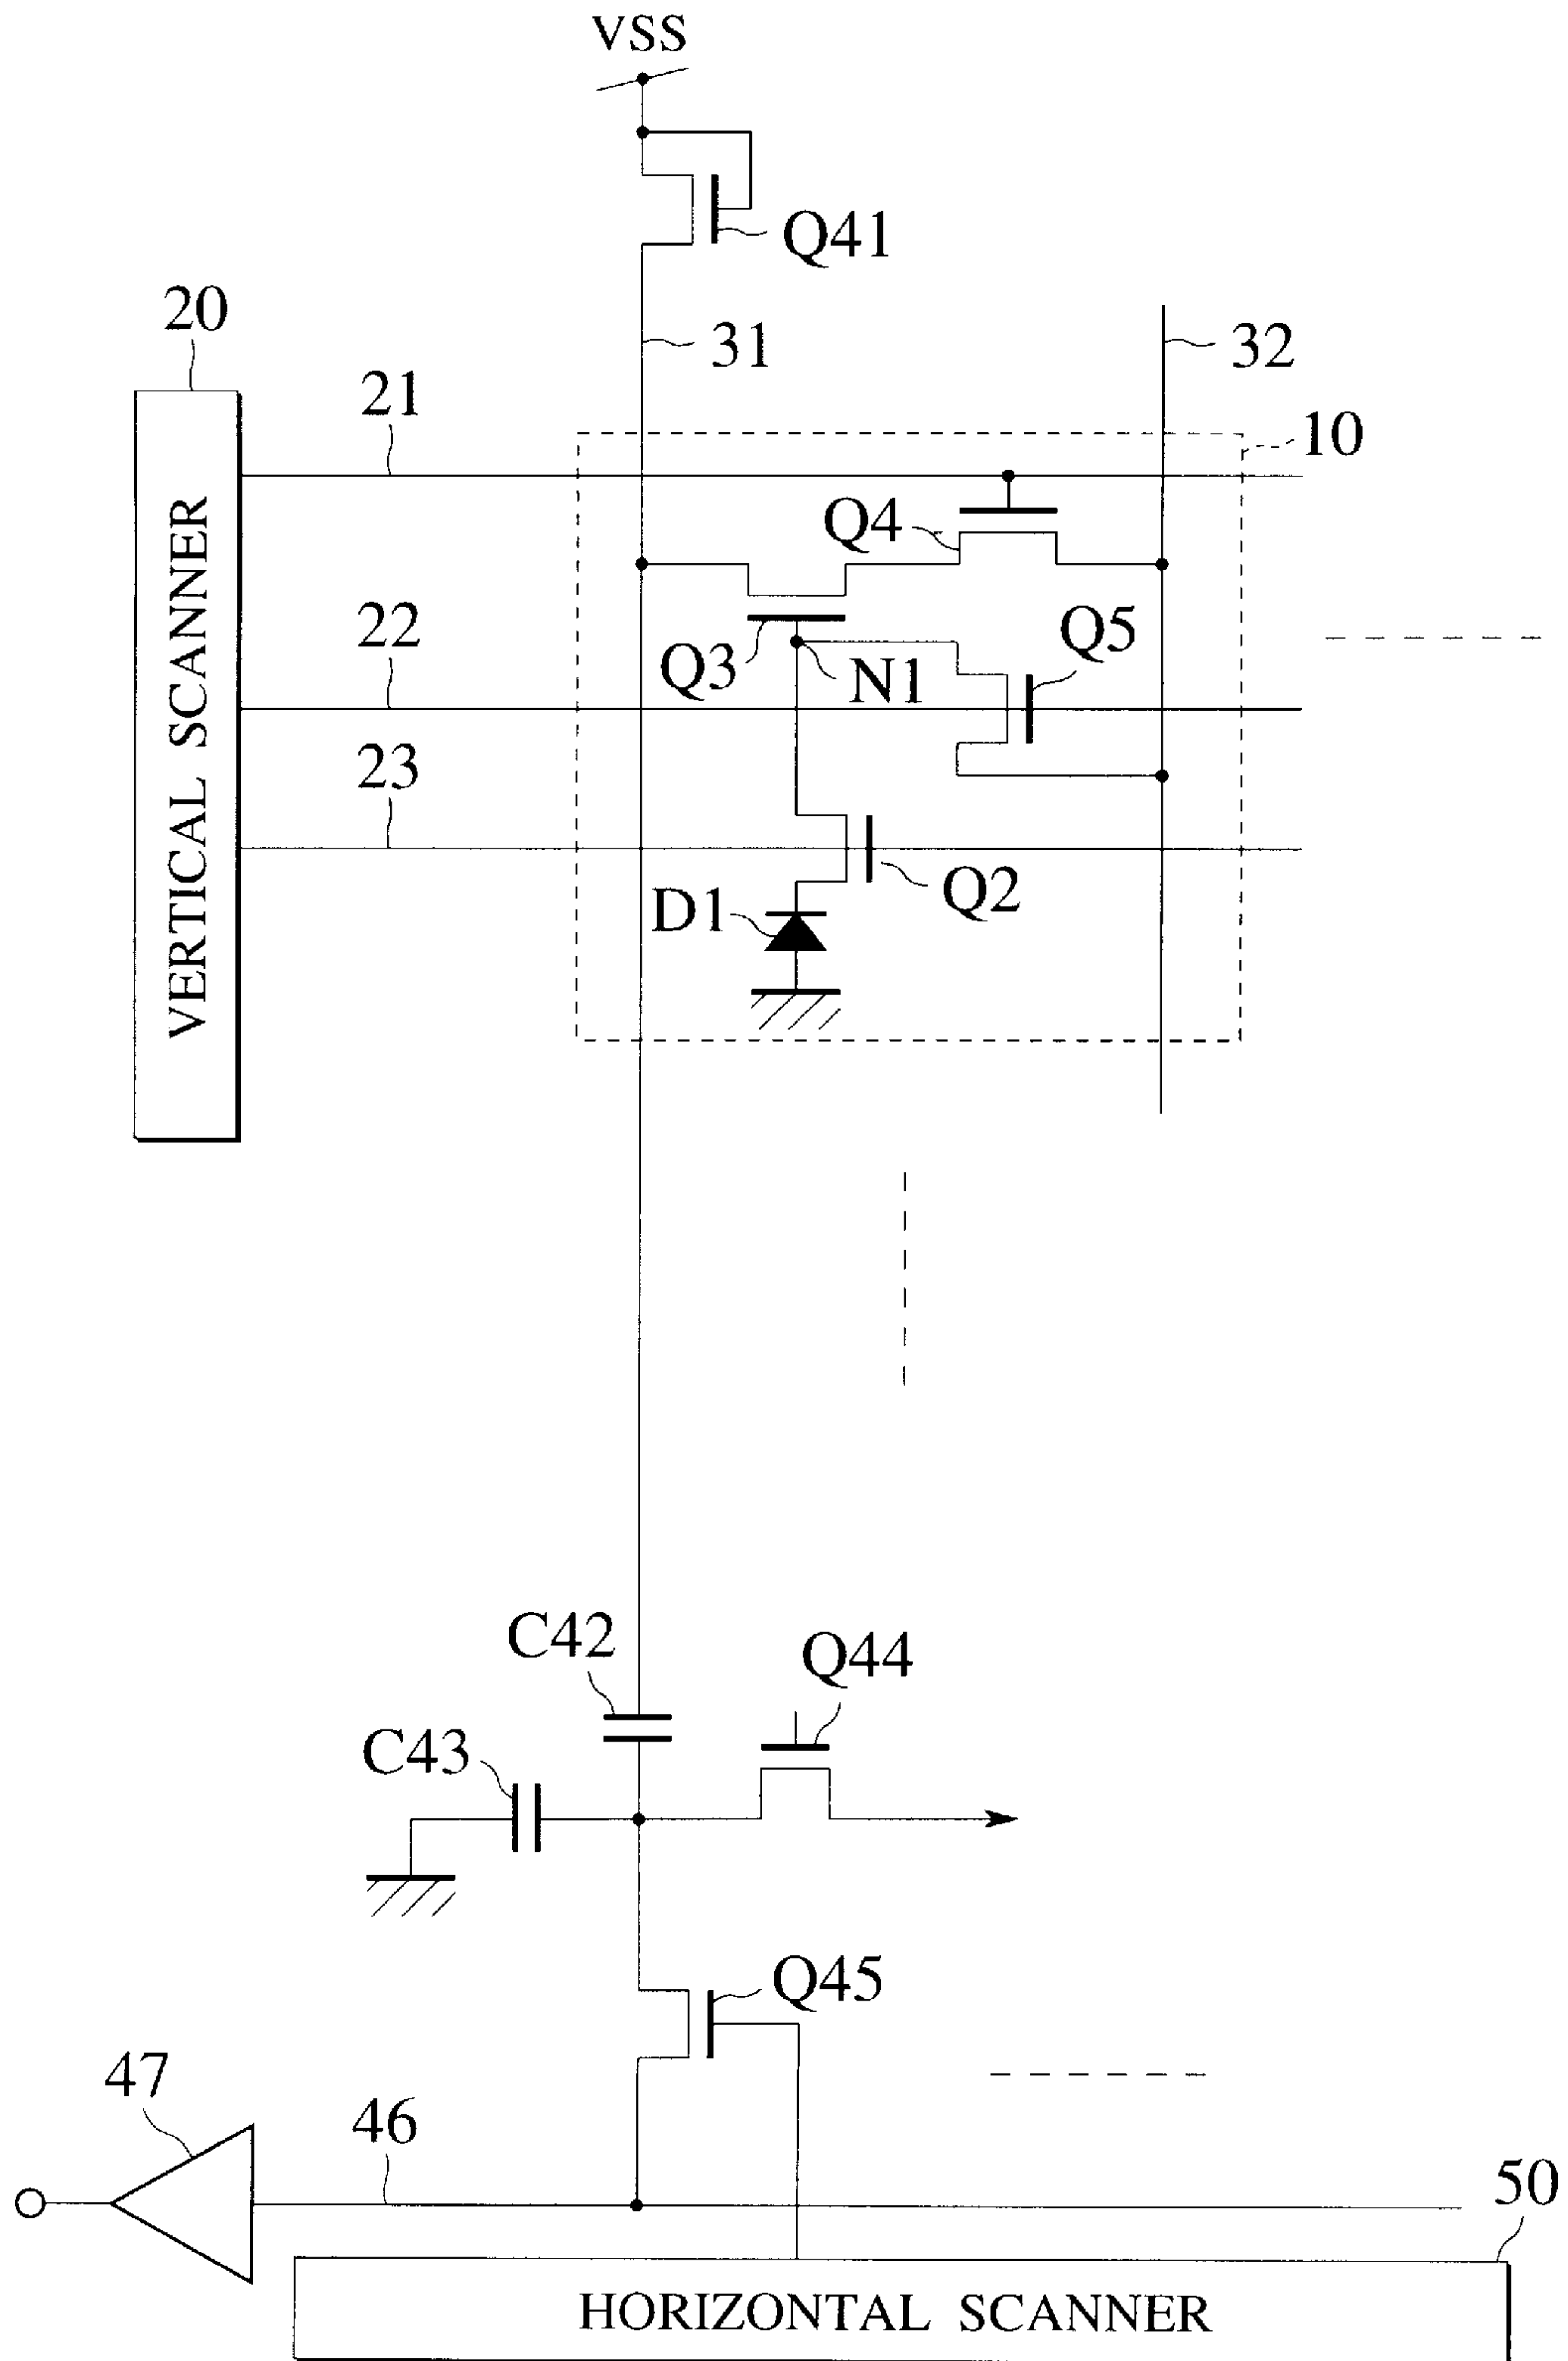 VSS
Q41
20
31
32
21
10
Q4
22
Q5
Q3
N1
23
D1
Q2
VERTICAL SCANNER
C42
Q44
C43
Q45
47
46
50
HORIZONTAL SCANNER